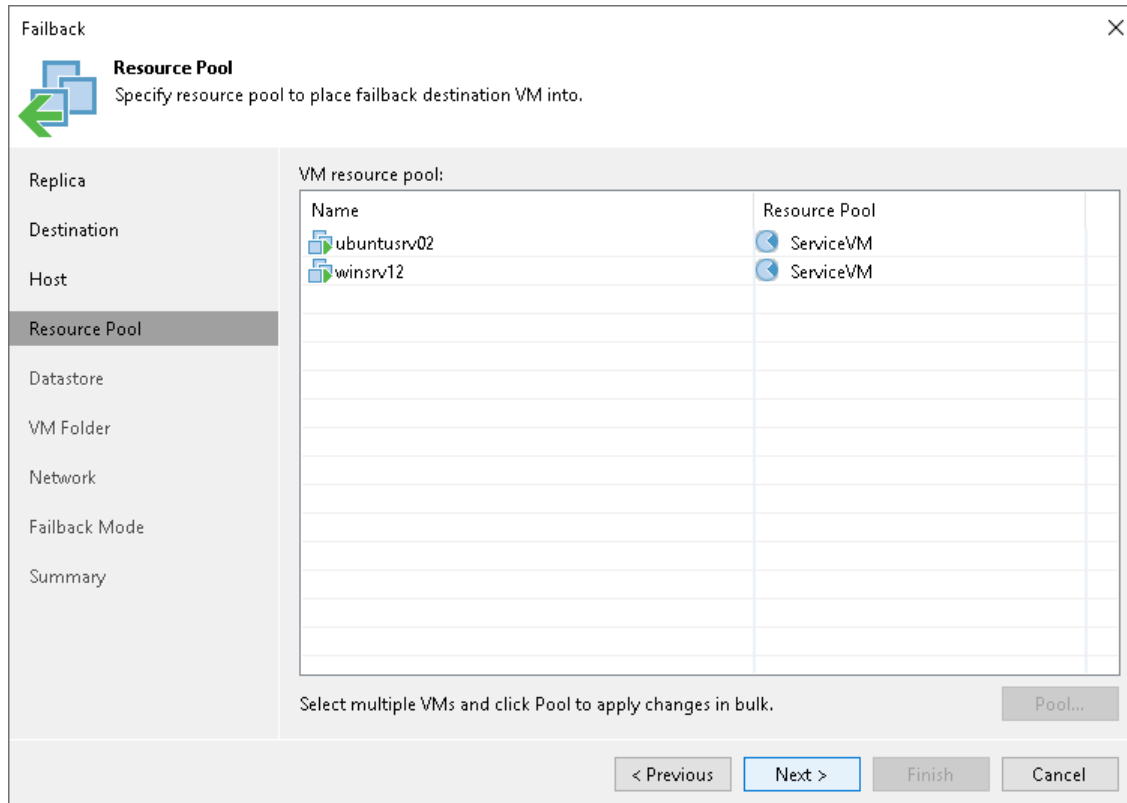 Failback
Resource Pool
Specify resource pool to place failback destination VM into.
Replica
Destination
Host
Resource Pool
Datastore
VM Folder
Network
Failback Mode
Summary
VM resource pool:
Name Resource Pool
ubuntusrv02 ServiceVM
winsrv12 ServiceVM
Select multiple VMs and click Pool to apply changes in bulk. Pool...
< Previous Next > Finish Cancel